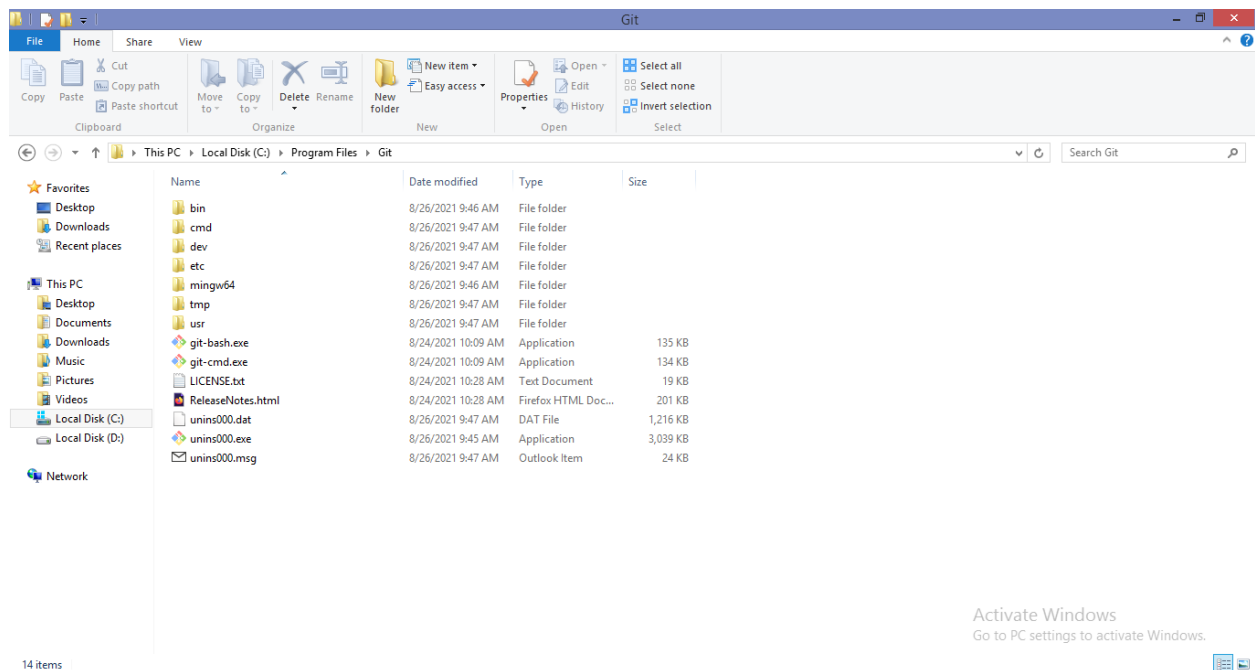 Git
File Home Share View
Copy Paste Cut Copy path Paste shortcut Move to Copy to Delete Rename New folder New item Easy access Properties Open Edit History Select all Select none Invert selection
Clipboard Organize New Open Select
This PC Local Disk (C:) Program Files Git Search Git
Favorites
Desktop
Downloads
Recent places
This PC
Desktop
Documents
Downloads
Music
Pictures
Videos
Local Disk (C:)
Local Disk (D:)
Network
Name Date modified Type Size
bin 8/26/2021 9:46 AM File folder
cmd 8/26/2021 9:47 AM File folder
dev 8/26/2021 9:47 AM File folder
etc 8/26/2021 9:47 AM File folder
mingw64 8/26/2021 9:46 AM File folder
tmp 8/26/2021 9:47 AM File folder
usr 8/26/2021 9:47 AM File folder
git-bash.exe 8/24/2021 10:09 AM Application 135 KB
git-cmd.exe 8/24/2021 10:09 AM Application 134 KB
LICENSE.txt 8/24/2021 10:28 AM Text Document 19 KB
ReleaseNotes.html 8/24/2021 10:28 AM Firefox HTML Doc... 201 KB
unins000.dat 8/26/2021 9:47 AM DAT File 1,216 KB
unins000.exe 8/26/2021 9:45 AM Application 3,039 KB
unins000.msg 8/26/2021 9:47 AM Outlook Item 24 KB
Activate Windows
Go to PC settings to activate Windows.
14 items